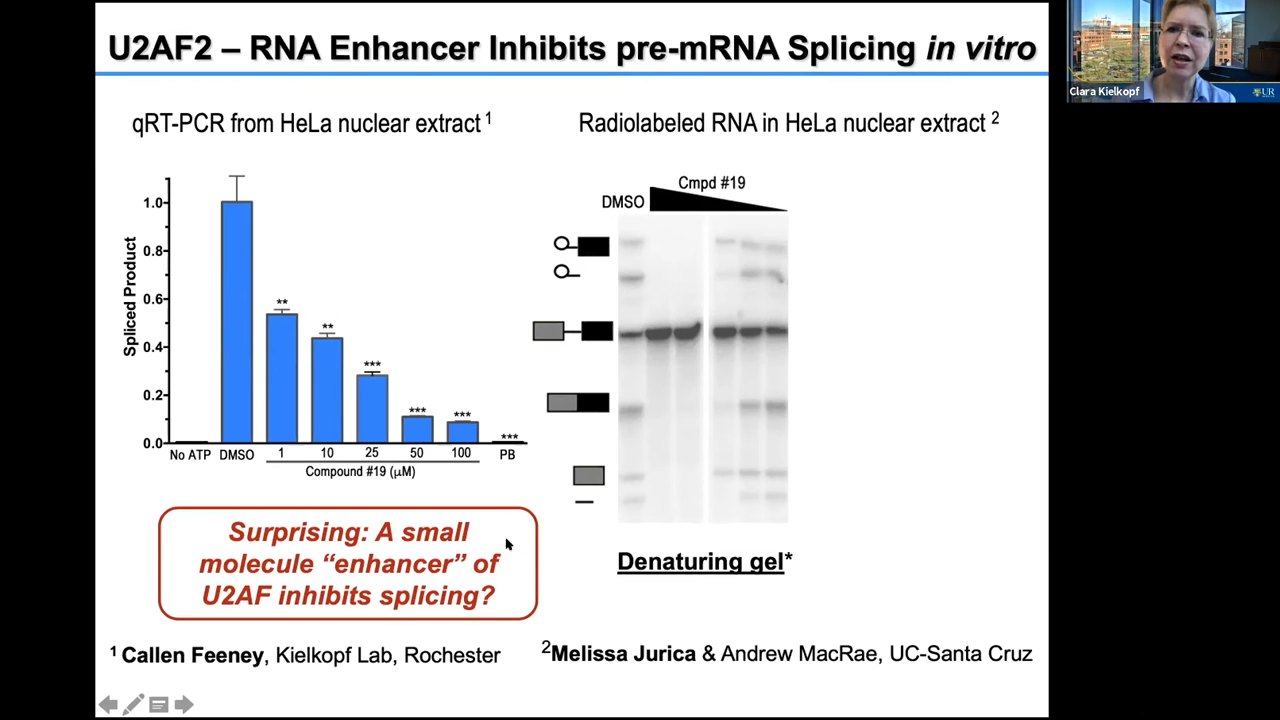 U2AF2 – RNA Enhancer Inhibits pre-mRNA Splicing in vitro
Clara Kielkopf
UR
qRT-PCR from HeLa nuclear extract 1
Radiolabeled RNA in HeLa nuclear extract 2
Spliced Product
1.0
0.8
0.6
0.4
0.2
0.0
**
**
***
***
***
***
No ATP DMSO 1 10 25 50 100 PB
Compound #19 (μM)
Cmpd #19
DMSO
Denaturing gel*
Surprising: A small
molecule “enhancer” of
U2AF inhibits splicing?
1 Callen Feeney, Kielkopf Lab, Rochester
2Melissa Jurica & Andrew MacRae, UC-Santa Cruz